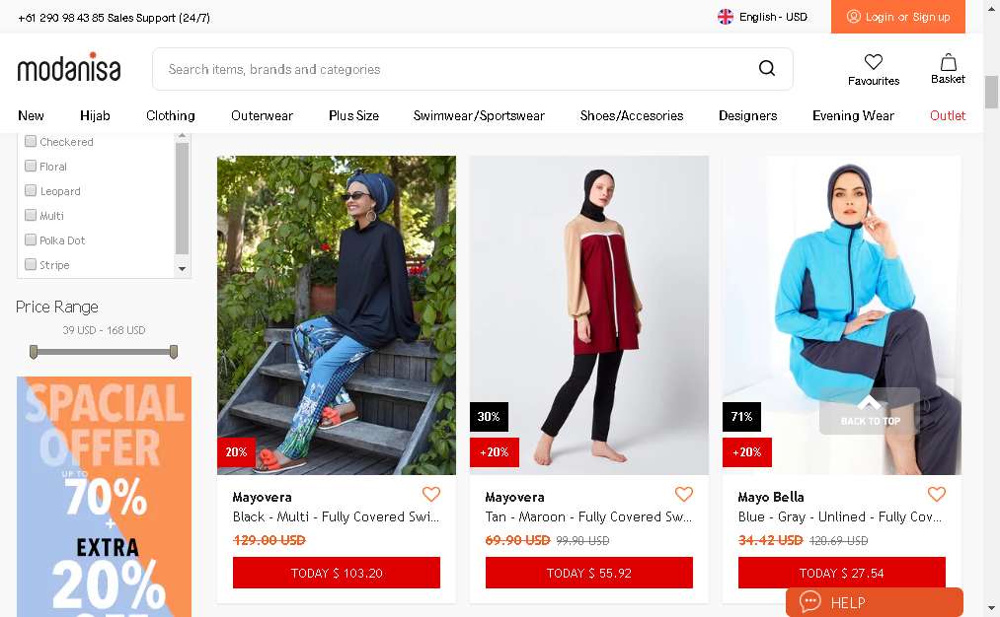 +61 290 98 43 85 Sales Support (24/7)
English - USD
Login or Sign up
modanisa
Search items, brands and categories
Favourites
Basket
New
Hijab
Clothing
Outerwear
Plus Size
Swimwear/Sportswear
Shoes/Accesories
Designers
Evening Wear
Outlet
Checkered
Floral
Leopard
Multi
Polka Dot
Stripe
Price Range
39 USD - 168 USD
SPACIAL
OFFER
UP TO
70%
+
EXTRA
20%
OFF
20%
Mayovera
Black - Multi - Fully Covered Swi...
129.00 USD
TODAY $ 103.20
30%
+20%
Mayovera
Tan - Maroon - Fully Covered Sw...
69.90 USD 99.90 USD
TODAY $ 55.92
71%
+20%
BACK TO TOP
Mayo Bella
Blue - Gray - Unlined - Fully Cov...
34.42 USD 120.69 USD
TODAY $ 27.54
HELP